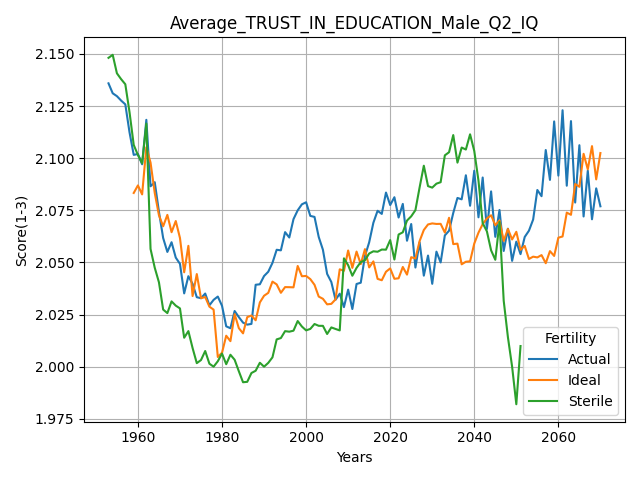 Average_TRUST_IN_EDUCATION_Male_Q2_IQ
2.150
2.125
2.100
2.075
2.050
2.025
2.000
1.975
Score(1-3)
1960 1980 2000 2020 2040 2060
Years
Fertility
Actual
Ideal
Sterile